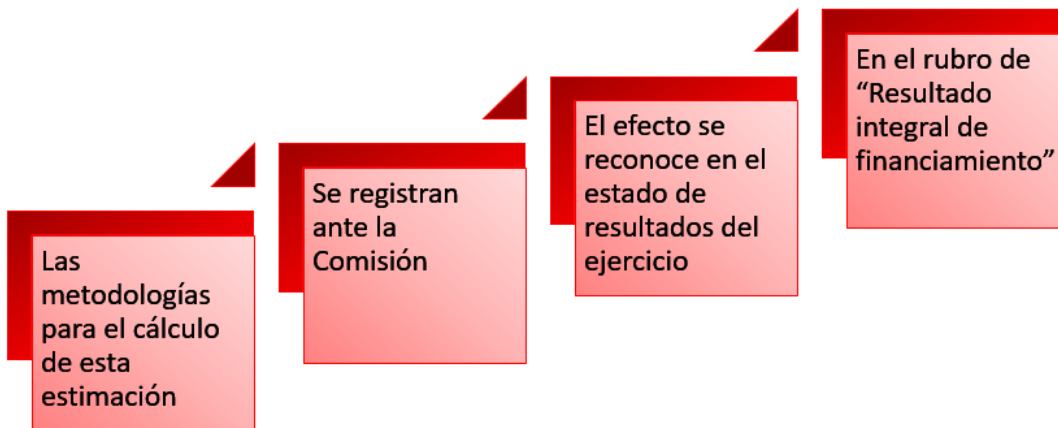 Las
metodologías
para el cálculo
de esta
estimación
Se registran
ante la
Comisión
El efecto se
reconoce en el
estado de
resultados del
ejercicio
En el rubro de
“Resultado
integral de
financiamiento”